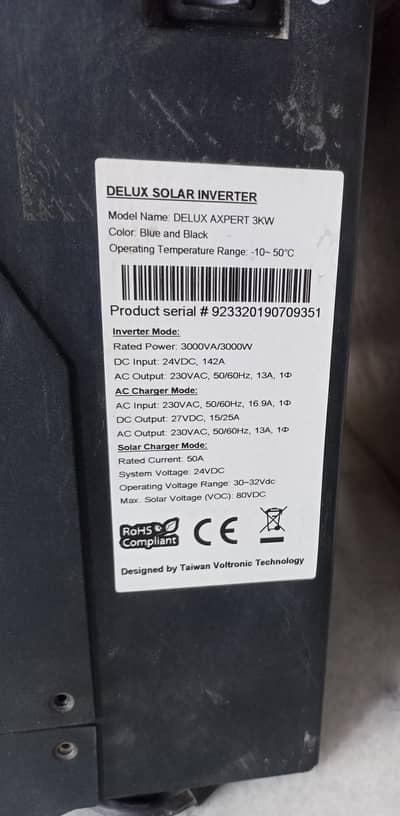 DELUX SOLAR INVERTER
Model Name: DELUX AXPERT 3KW
Color: Blue and Black
Operating Temperature Range: -10~ 50°C
Product serial # 923320190709351
Inverter Mode:
Rated Power: 3000VA/3000W
DC Input: 24VDC, 142A
AC Output: 230VAC, 50/60Hz, 13A, 1Φ
AC Charger Mode:
AC Input: 230VAC, 50/60Hz, 16.9A, 1Φ
DC Output: 27VDC, 15/25A
AC Output: 230VAC, 50/60Hz, 13A, 1Φ
Solar Charger Mode:
Rated Current: 50A
System Voltage: 24VDC
Operating Voltage Range: 30~32Vdc
Max. Solar Voltage (VOC): 80VDC
RoHS
Compliant
CE
Designed by Taiwan Voltronic Technology